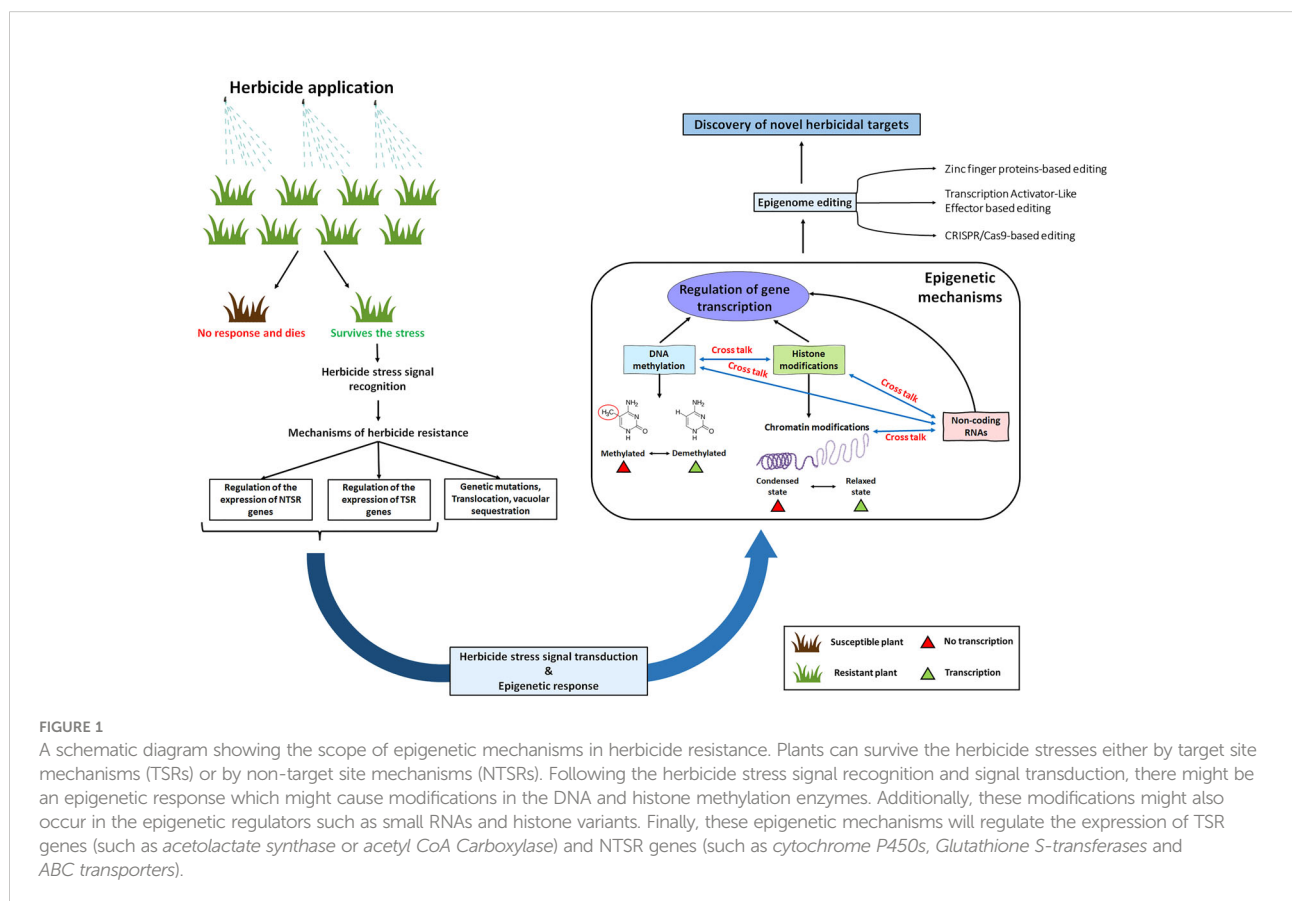 Herbicide application
No response and dies
Survives the stress
Herbicide stress signal
recognition
Mechanisms of herbicide resistance
Regulation of the
expression of NTSR
genes
Regulation of the
expression of TSR
genes
Genetic mutations,
Translocation, vacuolar
sequestration
Herbicide stress signal transduction
&
Epigenetic response
Discovery of novel herbicidal targets
Epigenome editing
Zinc finger proteins-based editing
Transcription Activator-Like
Effector based editing
CRISPR/Cas9-based editing
Epigenetic
mechanisms
Regulation of gene
transcription
DNA
methylation
Cross talk
Histone
modifications
Cross talk
Cross talk
Non-coding
RNAs
Cross talk
H₃C
NH₂
N
N
H
O
H
NH₂
N
N
H
O
Methylated
Demethylated
Chromatin modifications
Condensed
state
Relaxed
state
Susceptible plant
No transcription
Resistant plant
Transcription
FIGURE 1
A schematic diagram showing the scope of epigenetic mechanisms in herbicide resistance. Plants can survive the herbicide stresses either by target site
mechanisms (TSRs) or by non-target site mechanisms (NTSRs). Following the herbicide stress signal recognition and signal transduction, there might be
an epigenetic response which might cause modifications in the DNA and histone methylation enzymes. Additionally, these modifications might also
occur in the epigenetic regulators such as small RNAs and histone variants. Finally, these epigenetic mechanisms will regulate the expression of TSR
genes (such as acetolactate synthase or acetyl CoA Carboxylase) and NTSR genes (such as cytochrome P450s, Glutathione S-transferases and
ABC transporters).